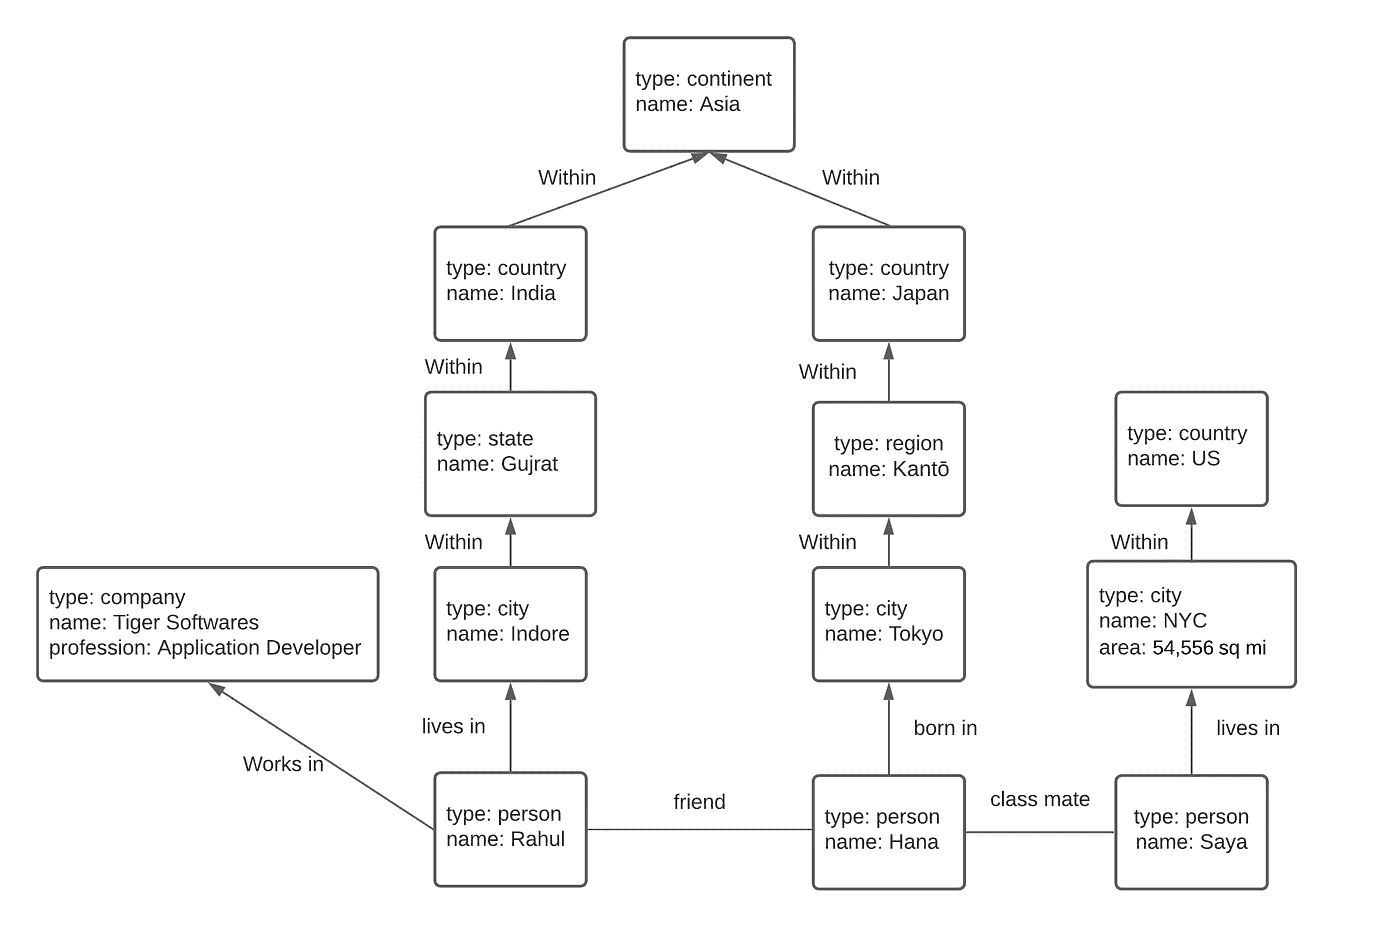 type: continent
name: Asia
Within
Within
type: country
name: India
type: country
name: Japan
Within
Within
type: state
name: Gujrat
type: region
name: Kantō
type: country
name: US
Within
Within
Within
type: company
name: Tiger Softwares
profession: Application Developer
type: city
name: Indore
type: city
name: Tokyo
type: city
name: NYC
area: 54,556 sq mi
lives in
born in
lives in
Works in
friend
class mate
type: person
name: Rahul
type: person
name: Hana
type: person
name: Saya